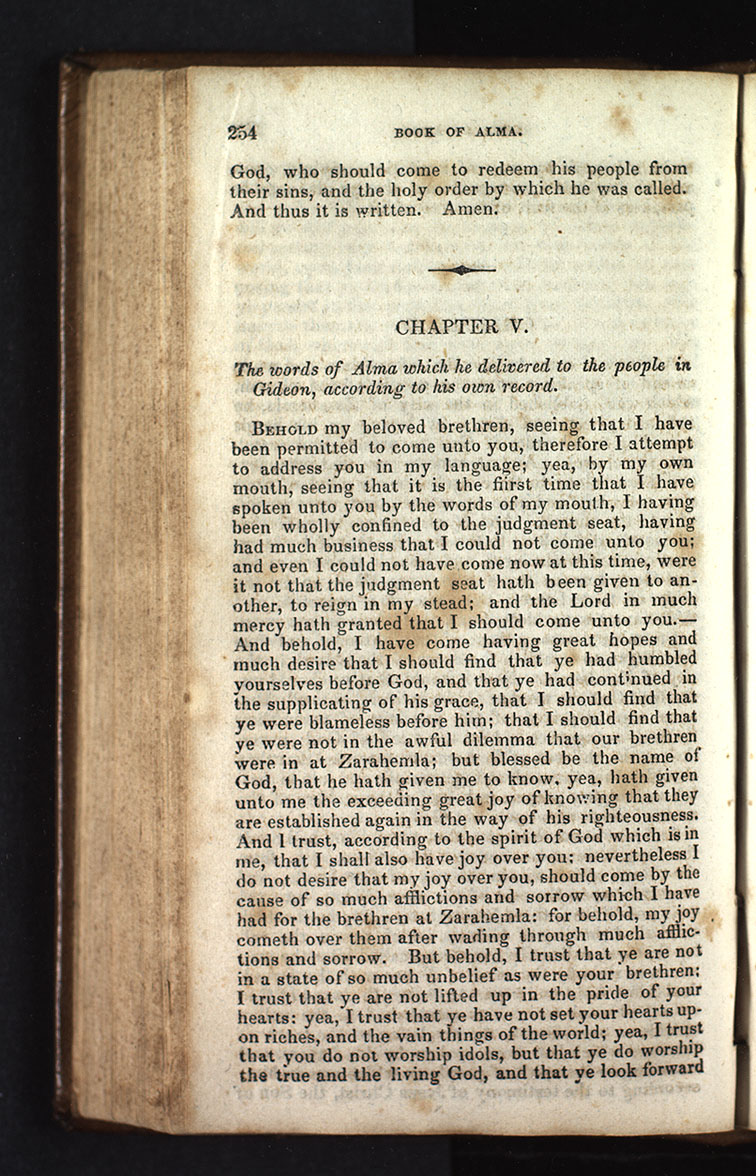 254 BOOK OF ALMA.
God, who should come to redeem his people from
their sins, and the holy order by which he was called.
And thus it is written. Amen.
CHAPTER V.
The words of Alma which he delivered to the people in
Gideon, according to his own record.
BEHOLD my beloved brethren, seeing that I have
been permitted to come unto you, therefore I attempt
to address you in my language; yea, by my own
mouth, seeing that it is the fiirst time that I have
spoken unto you by the words of my mouth, I having
been wholly confined to the judgment seat, having
had much business that I could not come unto you;
and even I could not have come now at this time, were
it not that the judgment seat hath been given to an-
other, to reign in my stead; and the Lord in much
mercy hath granted that I should come unto you.—
And behold, I have come having great hopes and
much desire that I should find that ye had humbled
yourselves before God, and that ye had continued in
the supplicating of his grace, that I should find that
ye were blameless before him; that I should find that
ye were not in the awful dilemma that our brethren
were in at Zarahemla; but blessed be the name of
God, that he hath given me to know, yea, hath given
unto me the exceeding great joy of knowing that they
are established again in the way of his righteousness.
And I trust, according to the spirit of God which is in
me, that I shall also have joy over you; nevertheless I
do not desire that my joy over you, should come by the
cause of so much afflictions and sorrow which I have
had for the brethren at Zarahemla: for behold, my joy
cometh over them after wading through much afflic-
tions and sorrow. But behold, I trust that ye are not
in a state of so much unbelief as were your brethren;
I trust that ye are not lifted up in the pride of your
hearts: yea, I trust that ye have not set your hearts up-
on riches, and the vain things of the world; yea, I trust
that you do not worship idols, but that ye do worship
the true and the living God, and that ye look forward